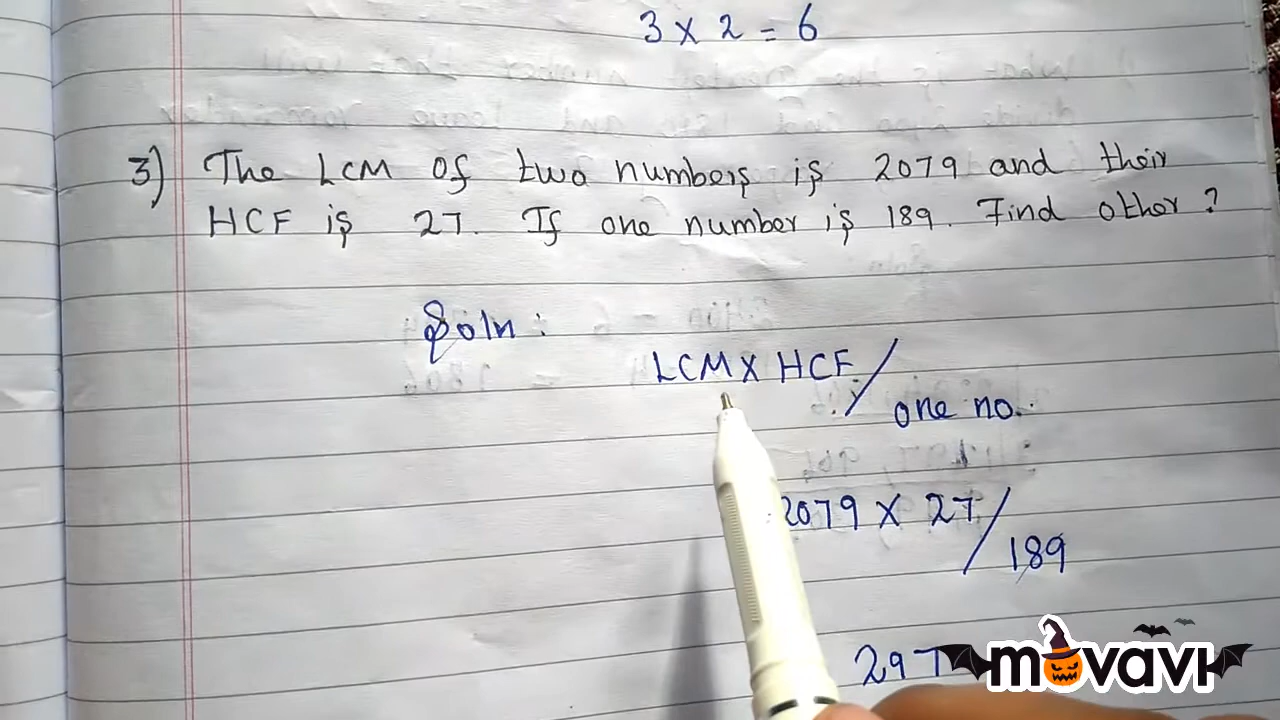 3 x 2 = 6
3) The LCM of two numbers is 2079 and their
HCF is 27. If one number is 189. Find other ?
Soln :
LCM x HCF / one no.
2079 x 27 / 189
297
movavi